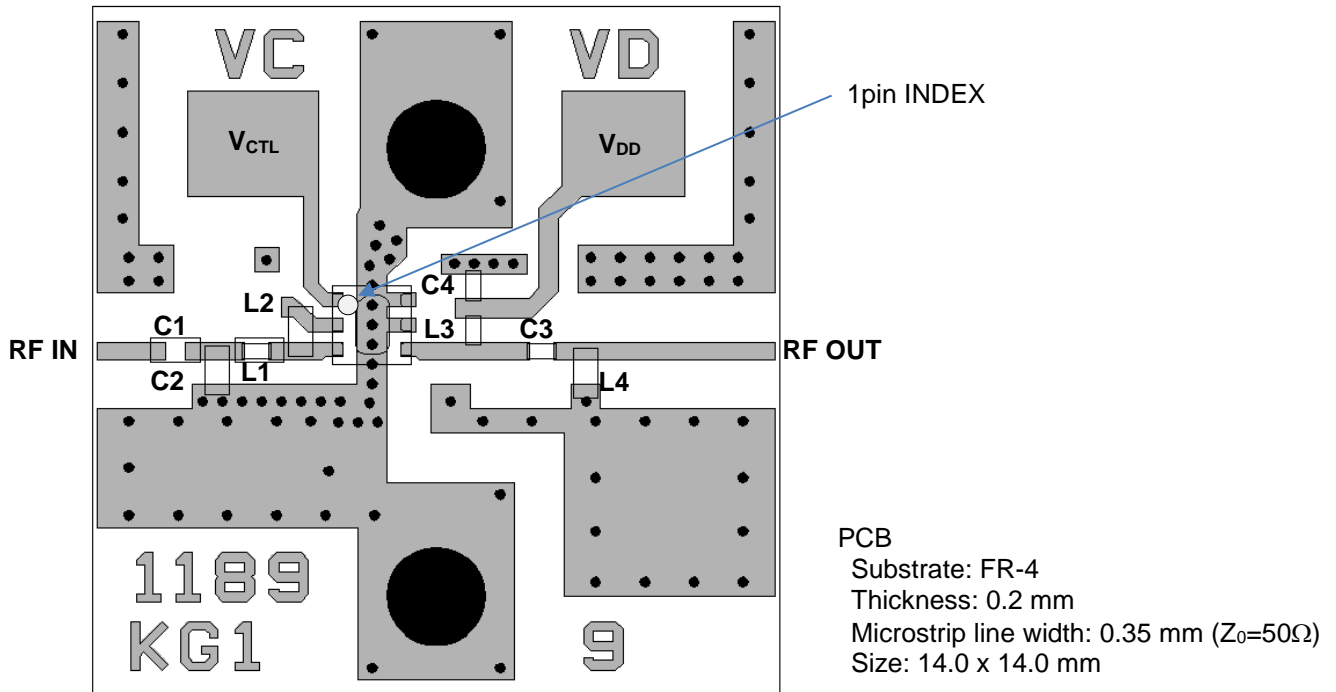 VC
VD
1pin INDEX
VCTL
VDD
C4
L2
L3
C1
C3
RF IN
RF OUT
C2
L1
L4
1189
KG1
9
PCB
Substrate: FR-4
Thickness: 0.2 mm
Microstrip line width: 0.35 mm (Z0=50Ω)
Size: 14.0 x 14.0 mm